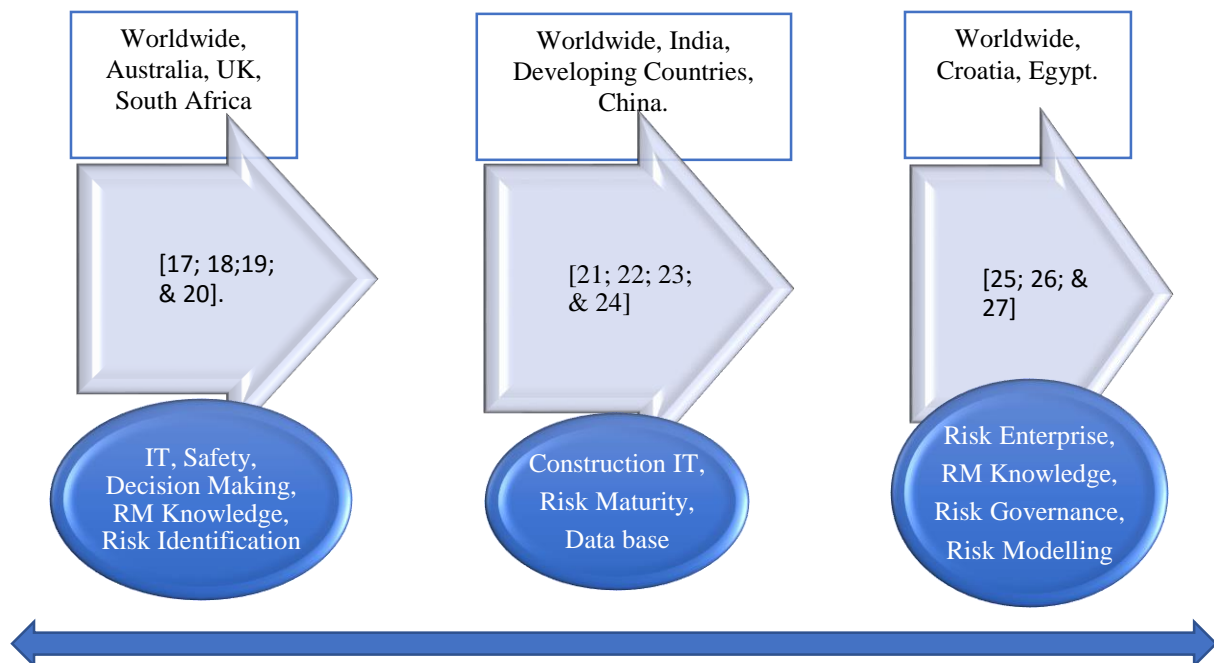 Worldwide,
Australia, UK,
South Africa
[17; 18;19;
& 20].
IT, Safety,
Decision Making,
RM Knowledge,
Risk Identification
Worldwide, India,
Developing Countries,
China.
[21; 22; 23;
& 24]
Construction IT,
Risk Maturity,
Data base
Worldwide,
Croatia, Egypt.
[25; 26; &
27]
Risk Enterprise,
RM Knowledge,
Risk Governance,
Risk Modelling